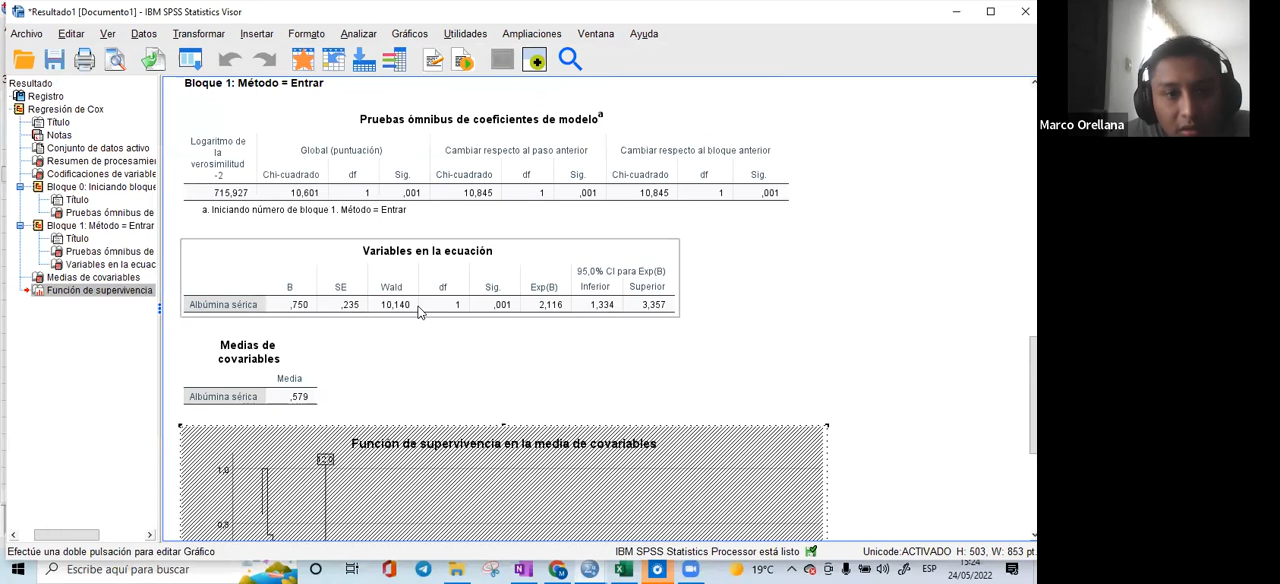 *Resultado1 [Documento1] - IBM SPSS Statistics Visor
Archivo Editar Ver Datos Transformar Insertar Formato Analizar Gráficos Utilidades Ampliaciones Ventana Ayuda
Resultado
Registro
Regresión de Cox
Título
Notas
Conjunto de datos activo
Resumen de procesamier
Codificaciones de variable
Bloque 0: Iniciando bloque
Título
Pruebas ómnibus de
Bloque 1: Método = Entrar
Título
Pruebas ómnibus de
Variables en la ecuac
Medias de covariables
Función de supervivencia
Bloque 1: Método = Entrar
Pruebas ómnibus de coeficientes de modeloª
Logaritmo de la verosimilitud -2 Global (puntuación) Cambiar respecto al paso anterior Cambiar respecto al bloque anterior
Chi-cuadrado df Sig. Chi-cuadrado df Sig. Chi-cuadrado df Sig.
715,927 10,601 1 ,001 10,845 1 ,001 10,845 1 ,001
a. Iniciando número de bloque 1. Método = Entrar
Variables en la ecuación
95,0% CI para Exp(B)
B SE Wald df Sig. Exp(B) Inferior Superior
Albúmina sérica ,750 ,235 10,140 1 ,001 2,116 1,334 3,357
Medias de
covariables
Media
Albúmina sérica ,579
Función de supervivencia en la media de covariables
12,0
1,0
Efectúe una doble pulsación para editar Gráfico IBM SPSS Statistics Processor está listo Unicode:ACTIVADO H: 503, W: 853 pt.
Escribe aquí para buscar 19°C ESP 15:24
24/05/2022
Marco Orellana